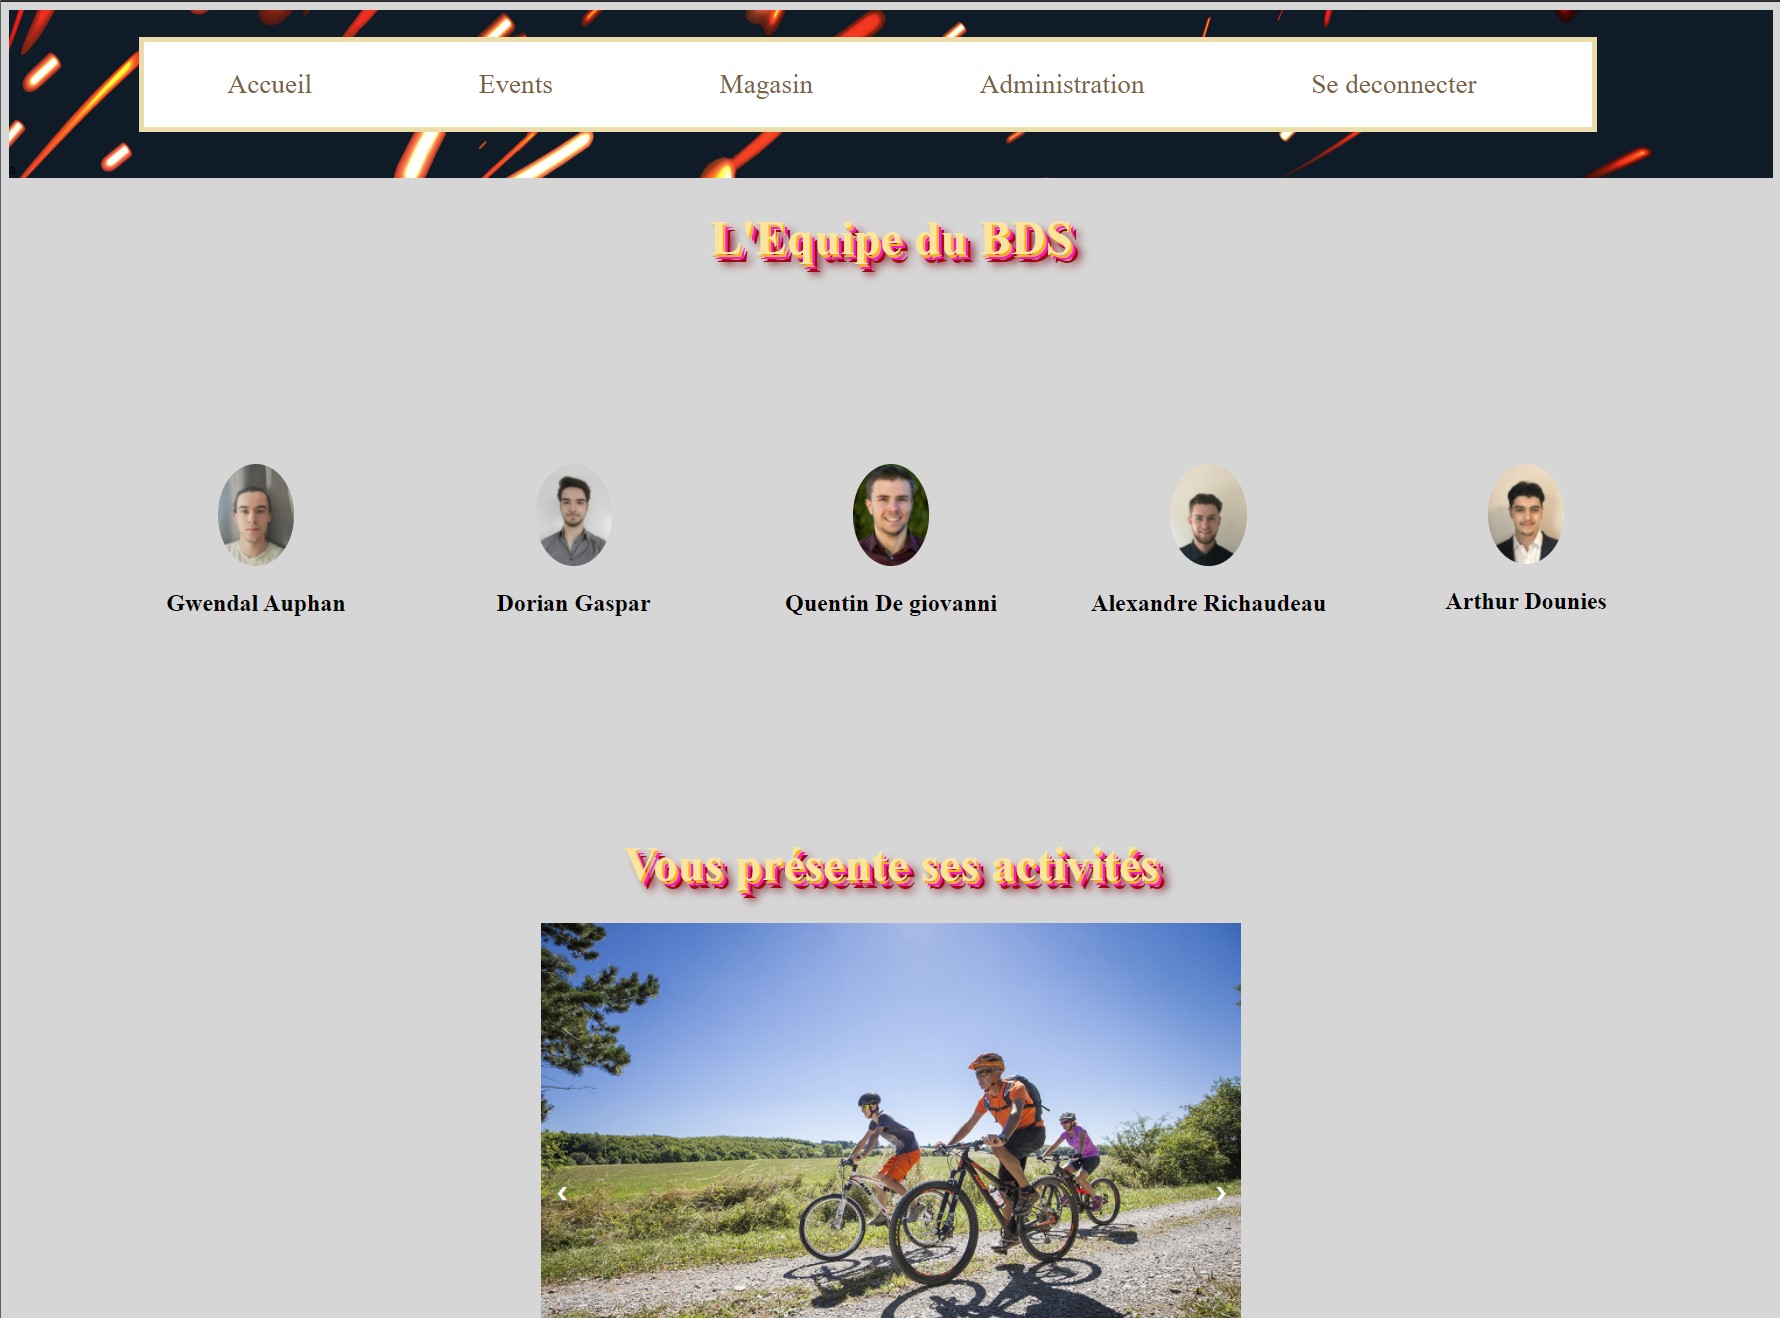 Accueil Events Magasin Administration Se deconnecter
L'Equipe du BDS
Gwendal Auphan Dorian Gaspar Quentin De giovanni Alexandre Richaudeau Arthur Dounies
Vous présente ses activités
❮ ❯